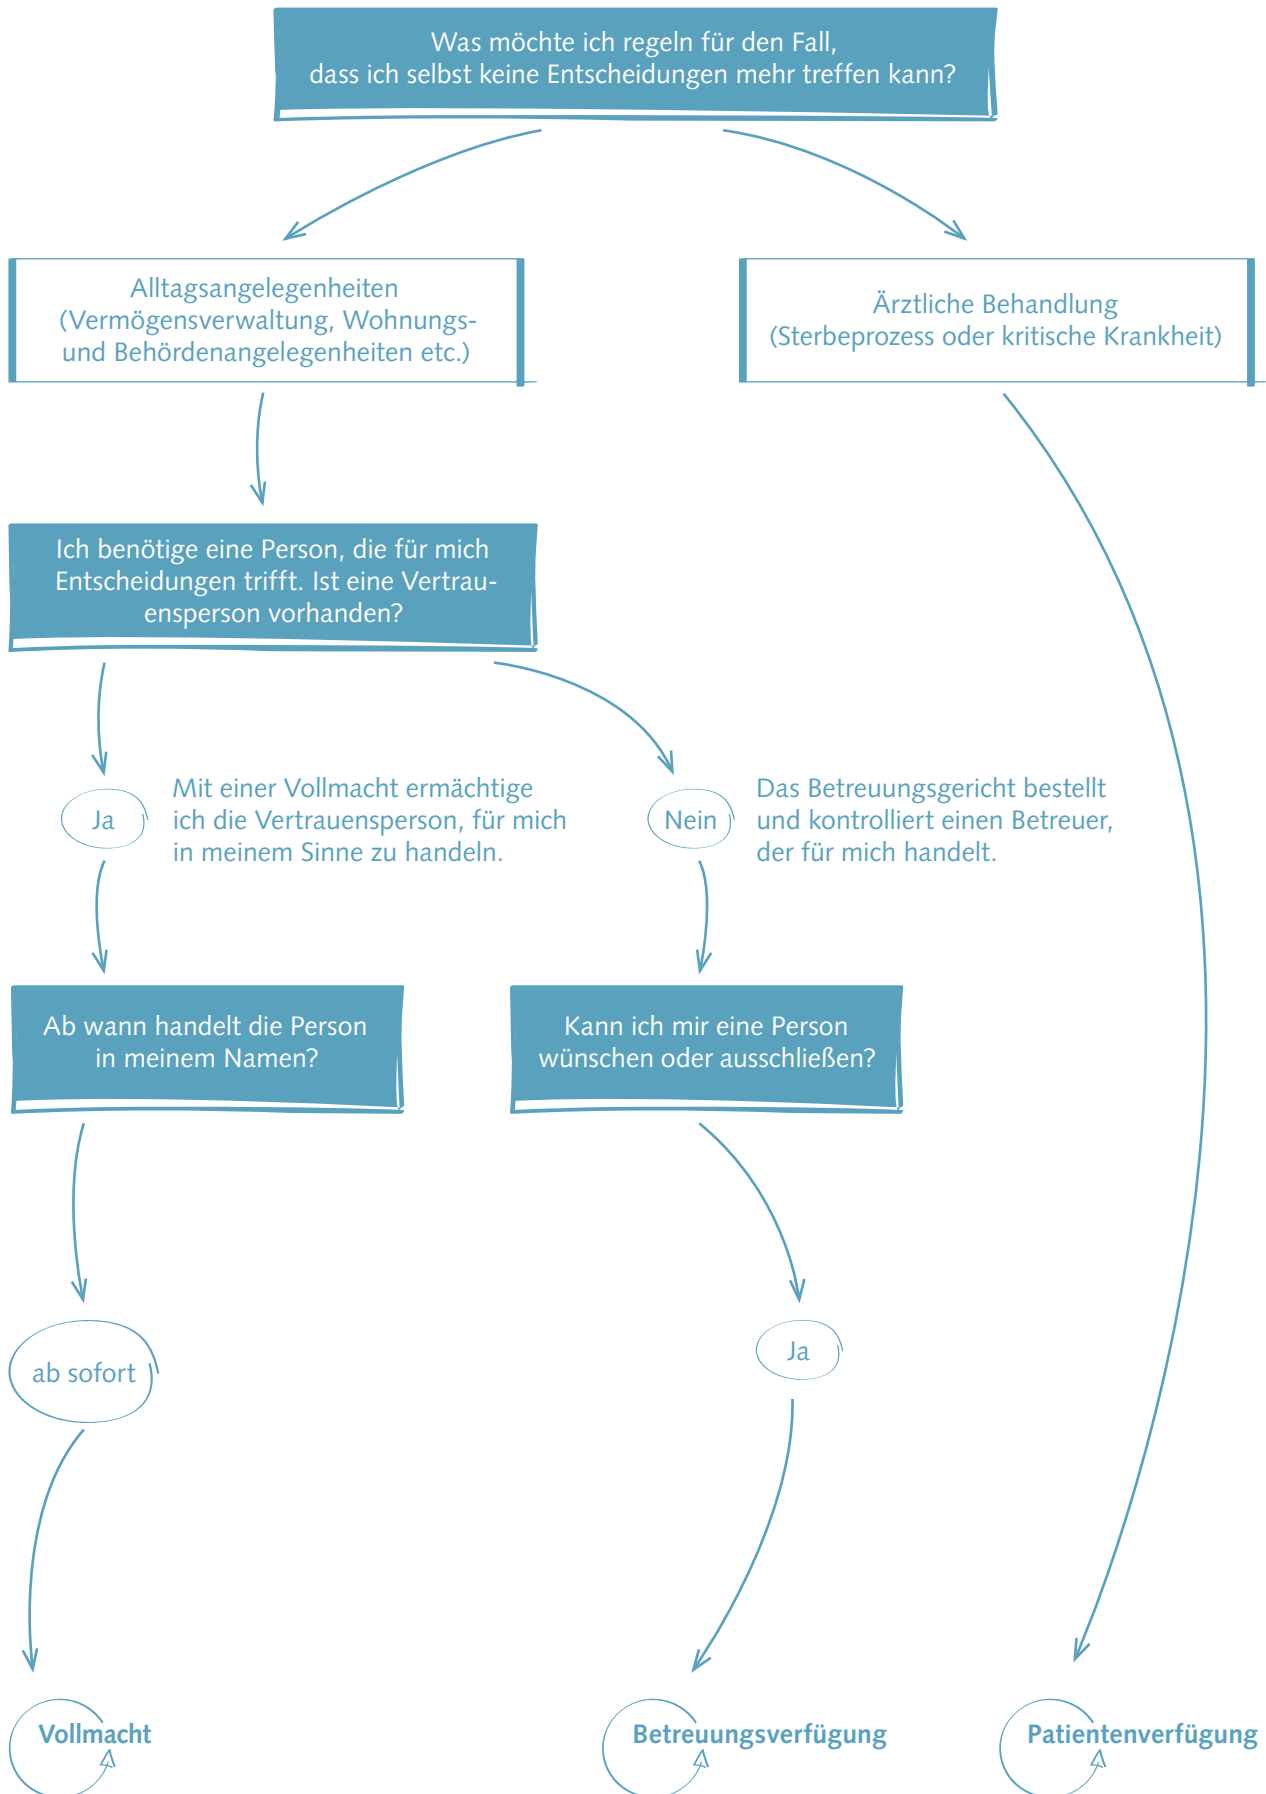 Was möchte ich regeln für den Fall,
dass ich selbst keine Entscheidungen mehr treffen kann?
Alltagsangelegenheiten
(Vermögensverwaltung, Wohnungs-
und Behördenangelegenheiten etc.)
Ärztliche Behandlung
(Sterbeprozess oder kritische Krankheit)
Ich benötige eine Person, die für mich
Entscheidungen trifft. Ist eine Vertrau-
ensperson vorhanden?
Ja
Mit einer Vollmacht ermächtige
ich die Vertrauensperson, für mich
in meinem Sinne zu handeln.
Nein
Das Betreuungsgericht bestellt
und kontrolliert einen Betreuer,
der für mich handelt.
Ab wann handelt die Person
in meinem Namen?
Kann ich mir eine Person
wünschen oder ausschließen?
ab sofort
Ja
Vollmacht
Betreuungsverfügung
Patientenverfügung